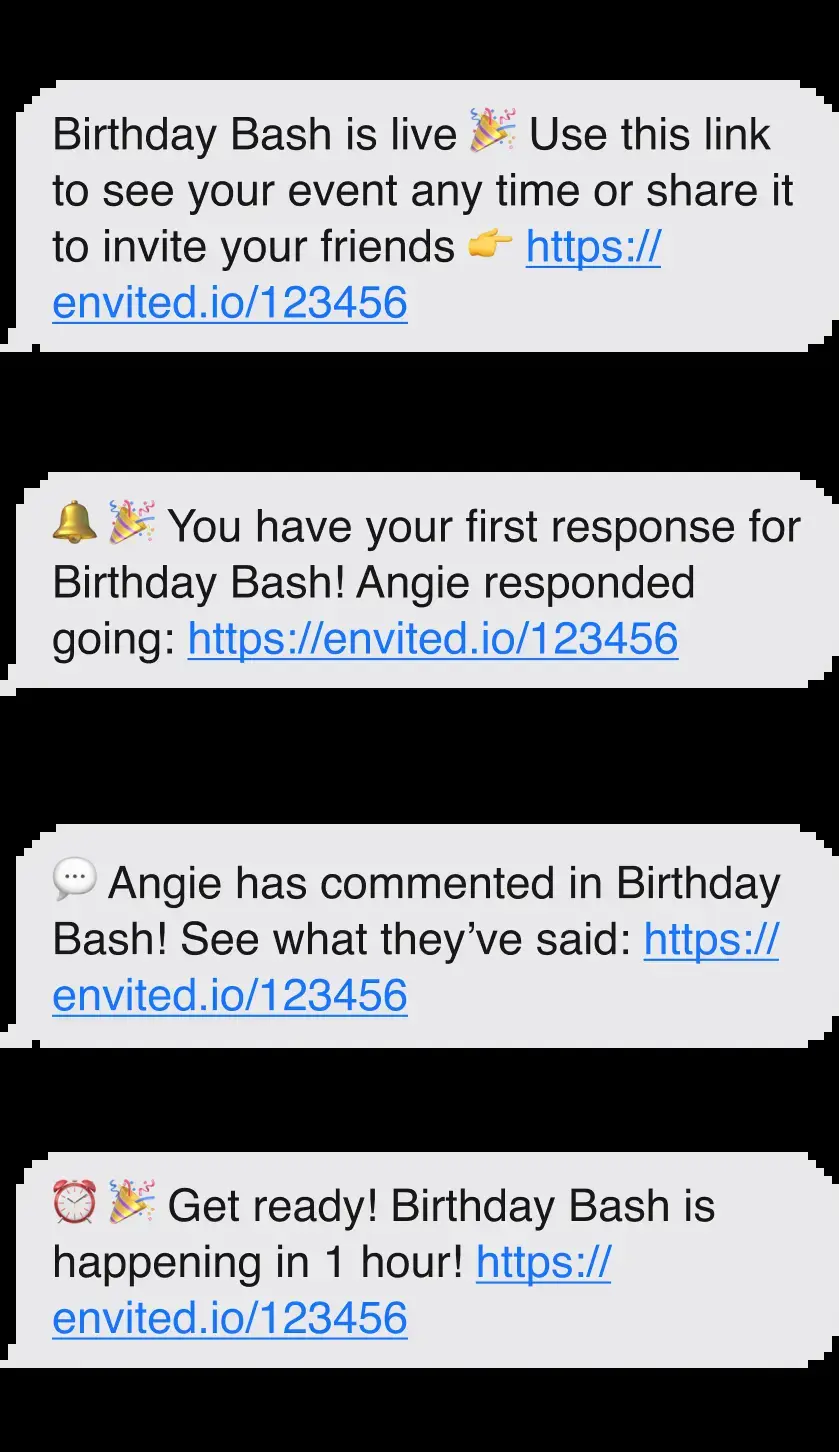 Birthday Bash is live 🎉 Use this link
to see your event any time or share it
to invite your friends 👉 https://
envited.io/123456
🔔 🎉 You have your first response for
Birthday Bash! Angie responded
going: https://envited.io/123456
💬 Angie has commented in Birthday
Bash! See what they’ve said: https://
envited.io/123456
⏰ 🎉 Get ready! Birthday Bash is
happening in 1 hour! https://
envited.io/123456